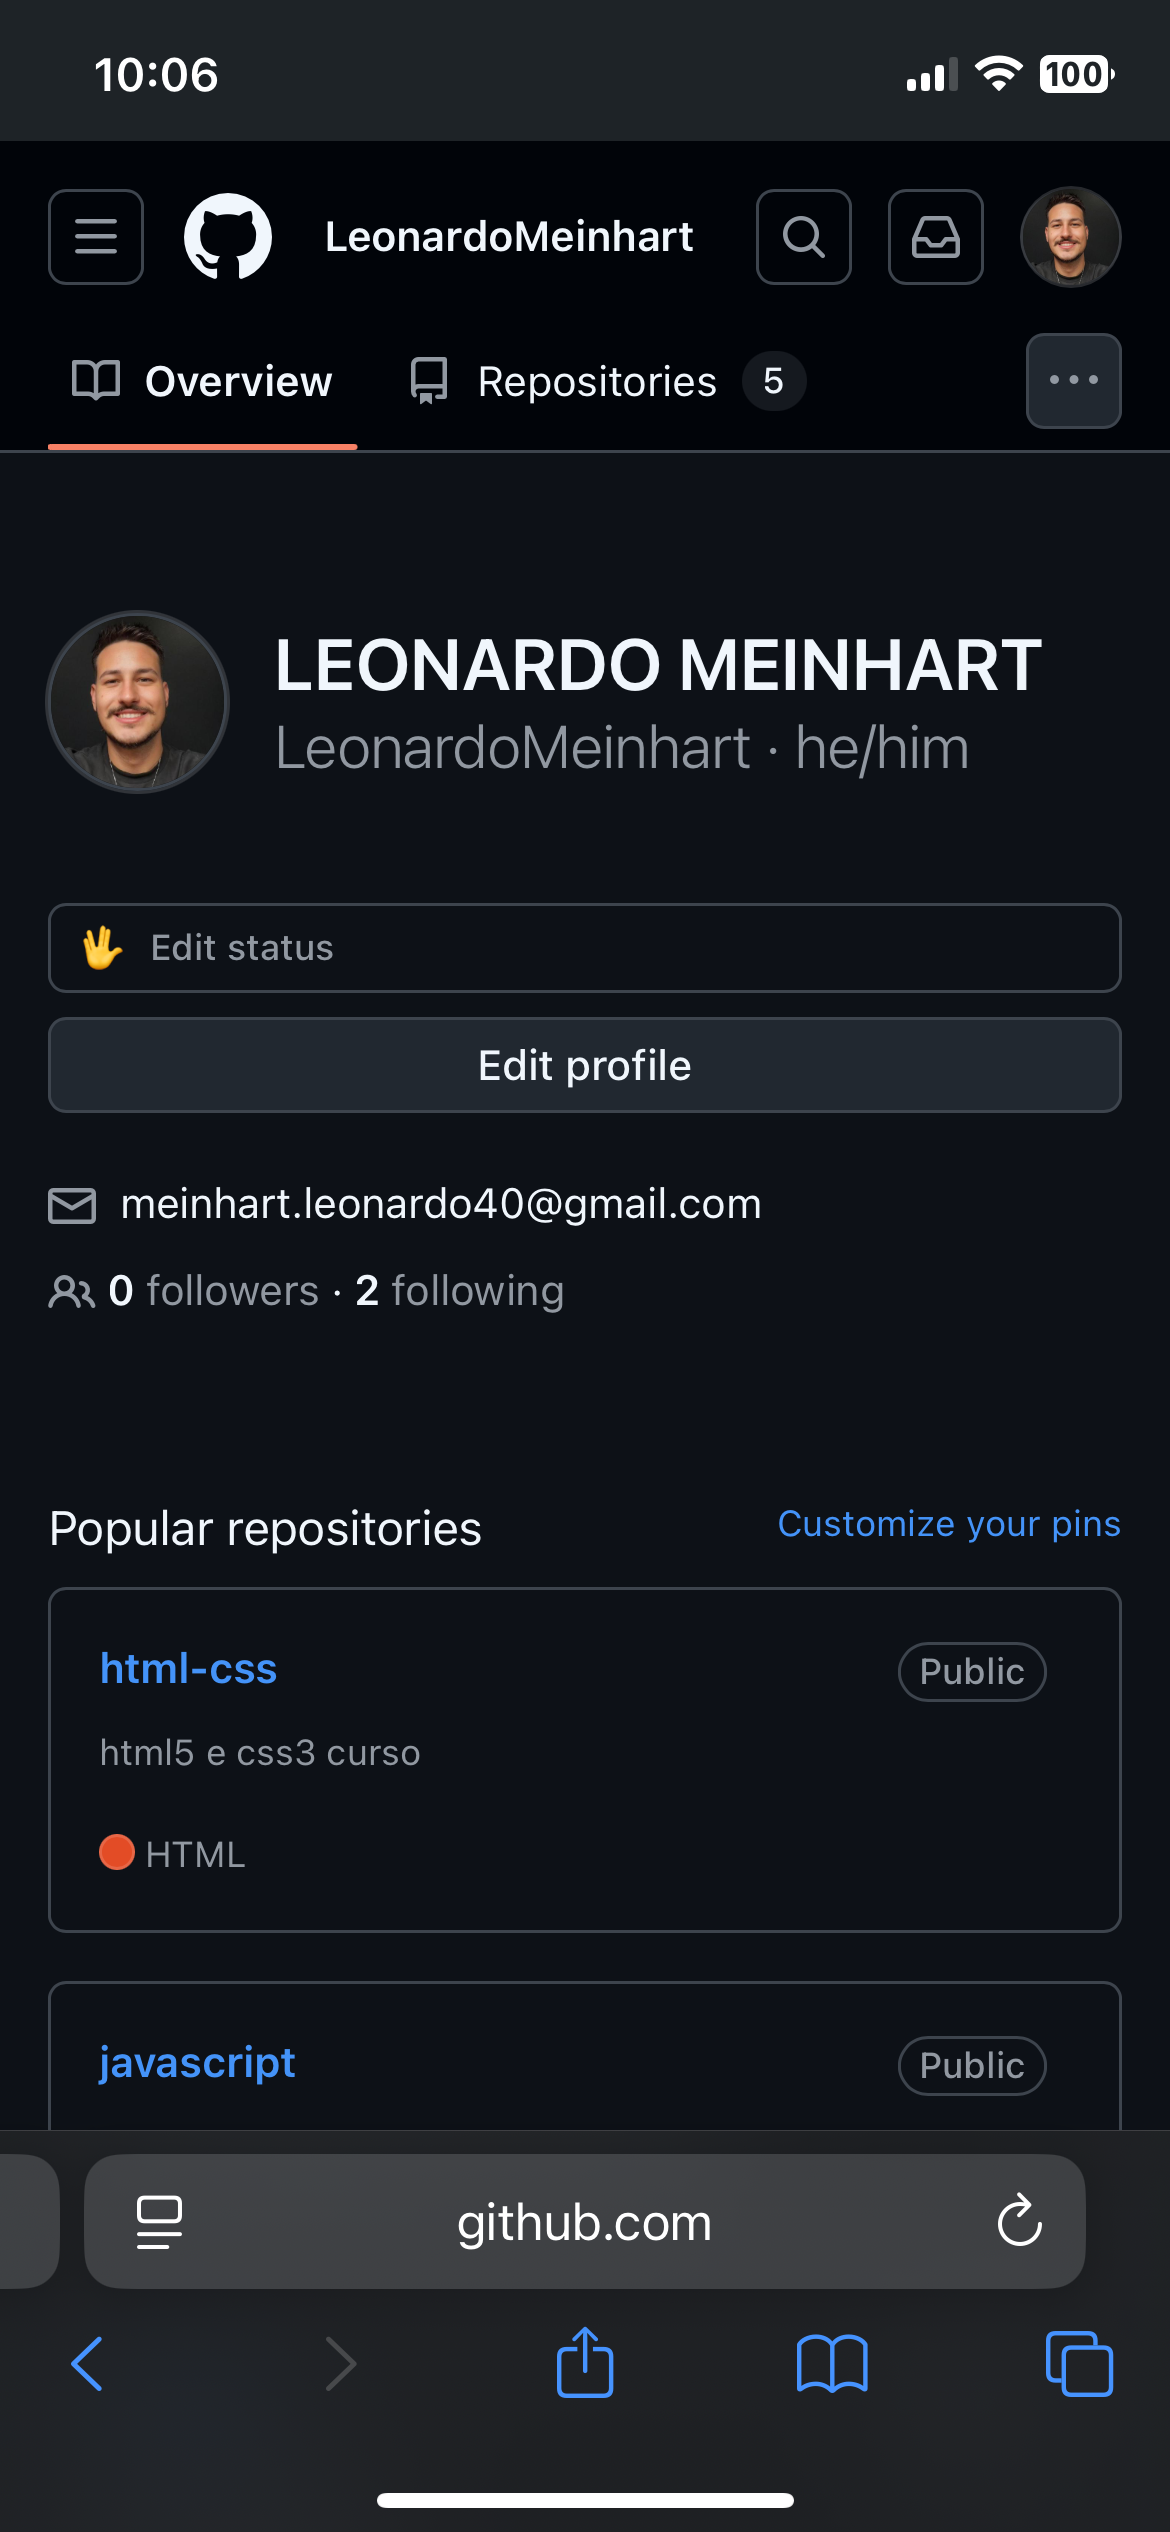 10:06
100
LeonardoMeinhart
Overview
Repositories 5
LEONARDO MEINHART
LeonardoMeinhart · he/him
Edit status
Edit profile
meinhart.leonardo40@gmail.com
0 followers · 2 following
Popular repositories
Customize your pins
html-css
Public
html5 e css3 curso
HTML
javascript
Public
github.com